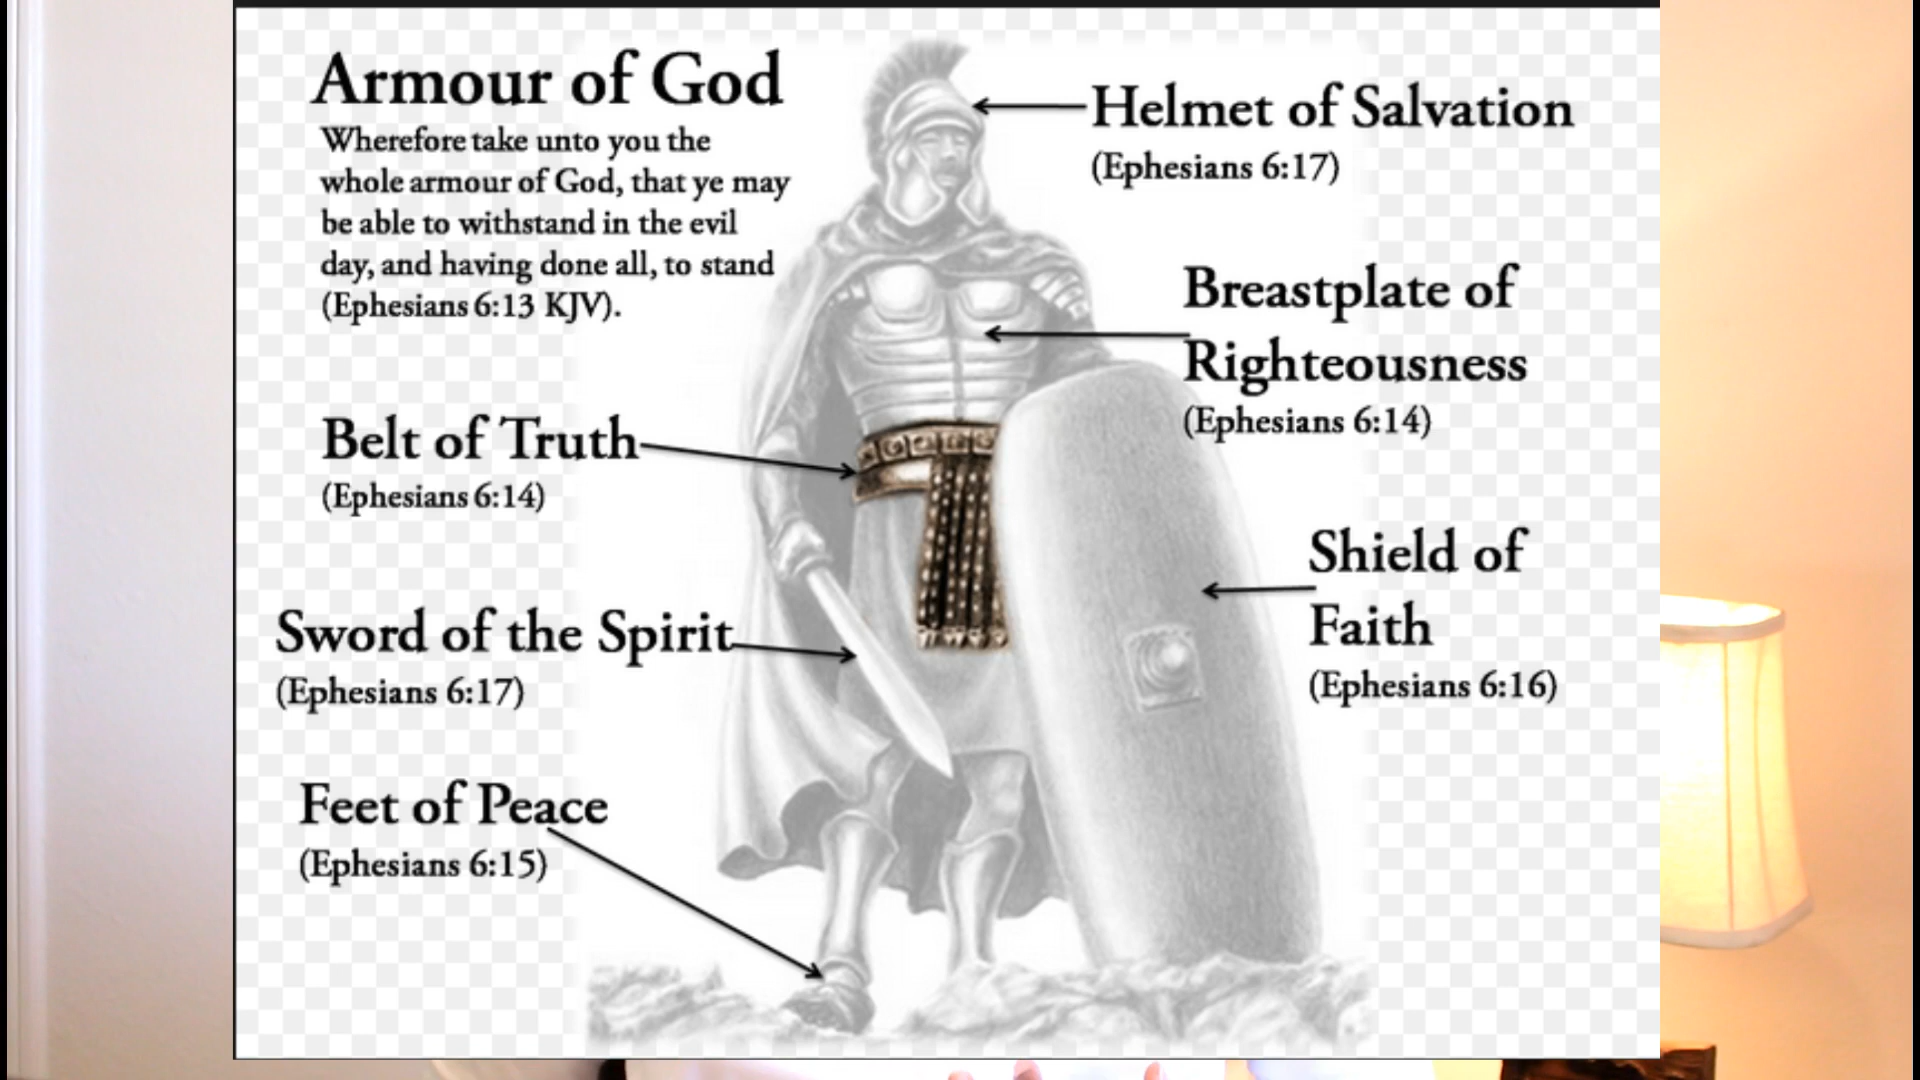 Armour of God
Wherefore take unto you the
whole armour of God, that ye may
be able to withstand in the evil
day, and having done all, to stand
(Ephesians 6:13 KJV).
Helmet of Salvation
(Ephesians 6:17)
Breastplate of
Righteousness
(Ephesians 6:14)
Belt of Truth
(Ephesians 6:14)
Shield of
Faith
(Ephesians 6:16)
Sword of the Spirit
(Ephesians 6:17)
Feet of Peace
(Ephesians 6:15)